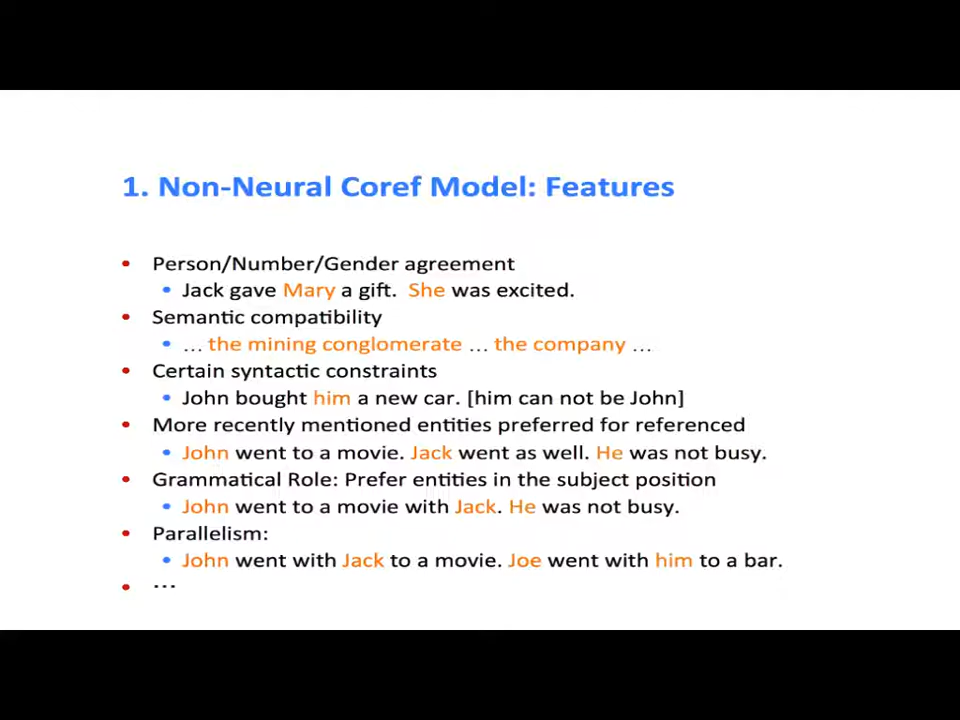 1. Non-Neural Coref Model: Features
• Person/Number/Gender agreement
• Jack gave Mary a gift. She was excited.
• Semantic compatibility
• … the mining conglomerate … the company …
• Certain syntactic constraints
• John bought him a new car. [him can not be John]
• More recently mentioned entities preferred for referenced
• John went to a movie. Jack went as well. He was not busy.
• Grammatical Role: Prefer entities in the subject position
• John went to a movie with Jack. He was not busy.
• Parallelism:
• John went with Jack to a movie. Joe went with him to a bar.
• …